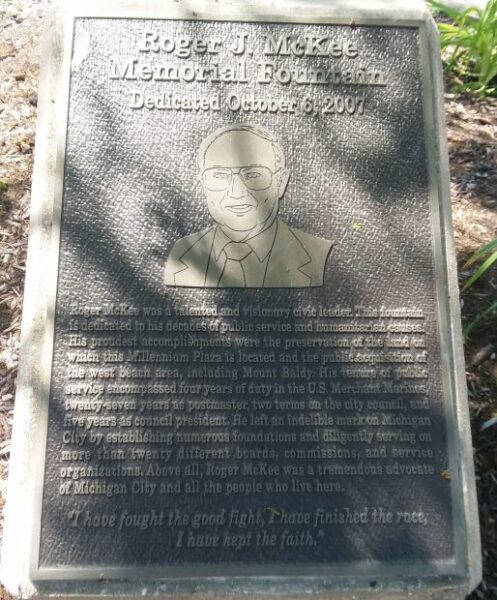 Roger J. McKee
Memorial Fountain
Dedicated October 6, 2007
Roger McKee was a talented and visionary civic leader. This fountain
is dedicated to his decades of public service and humanitarian causes.
His proudest accomplishments were the preservation of the land on
which this Millennium Plaza is located and the public acquisition of
the west beach area, including Mount Baldy. His tenure of public
service encompassed four years of duty in the U.S. Merchant Marines,
twenty-seven years as postmaster, two terms on the city council, and
five years as council president. He left an indelible mark on Michigan
City by establishing numerous foundations and diligently serving on
more than twenty different boards, commissions, and service
organizations. Above all, Roger McKee was a tremendous advocate
of Michigan City and all the people who live here.
"I have fought the good fight, I have finished the race,
I have kept the faith."